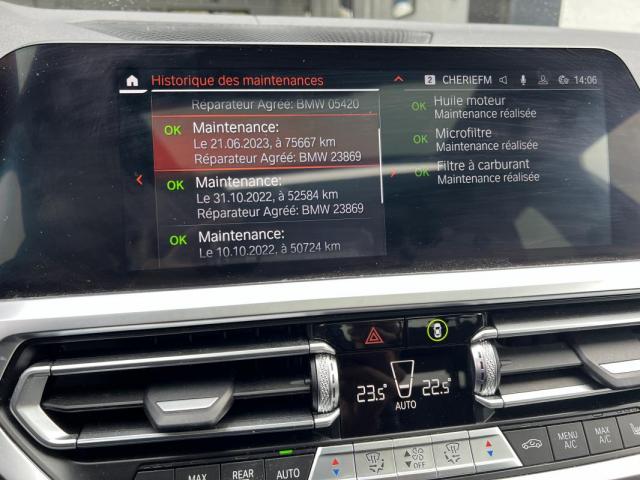 Historique des maintenances
2 CHERIEFM 14:06
Réparateur Agréé: BMW 05420
OK Maintenance:
Le 21.06.2023, à 75667 km
Réparateur Agréé: BMW 23869
OK Maintenance:
Le 31.10.2022, à 52584 km
Réparateur Agréé: BMW 23869
OK Maintenance:
Le 10.10.2022, à 50724 km
OK Huile moteur
Maintenance réalisée
OK Microfiltre
Maintenance réalisée
OK Filtre à carburant
Maintenance réalisée
23.5° 22.5°
AUTO
MAX
REAR
AUTO
OFF
MENU A/C
MAX A/C